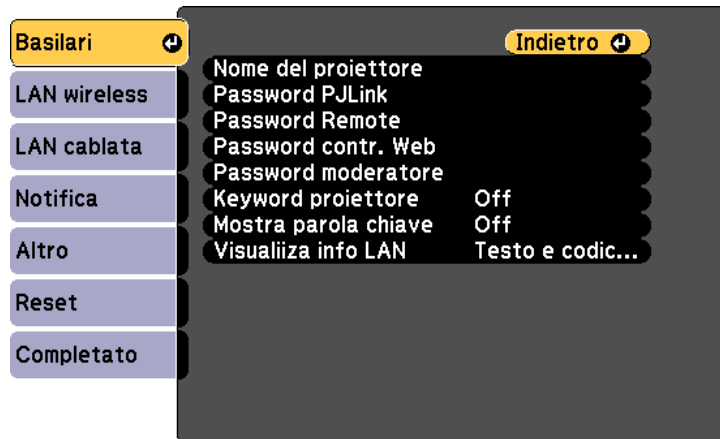 Basilari
Indietro
Nome del proiettore
LAN wireless
Password PJLink
Password Remote
LAN cablata
Password contr. Web
Password moderatore
Notifica
Keyword proiettore Off
Mostra parola chiave Off
Altro
Visualiiza info LAN Testo e codic...
Reset
Completato